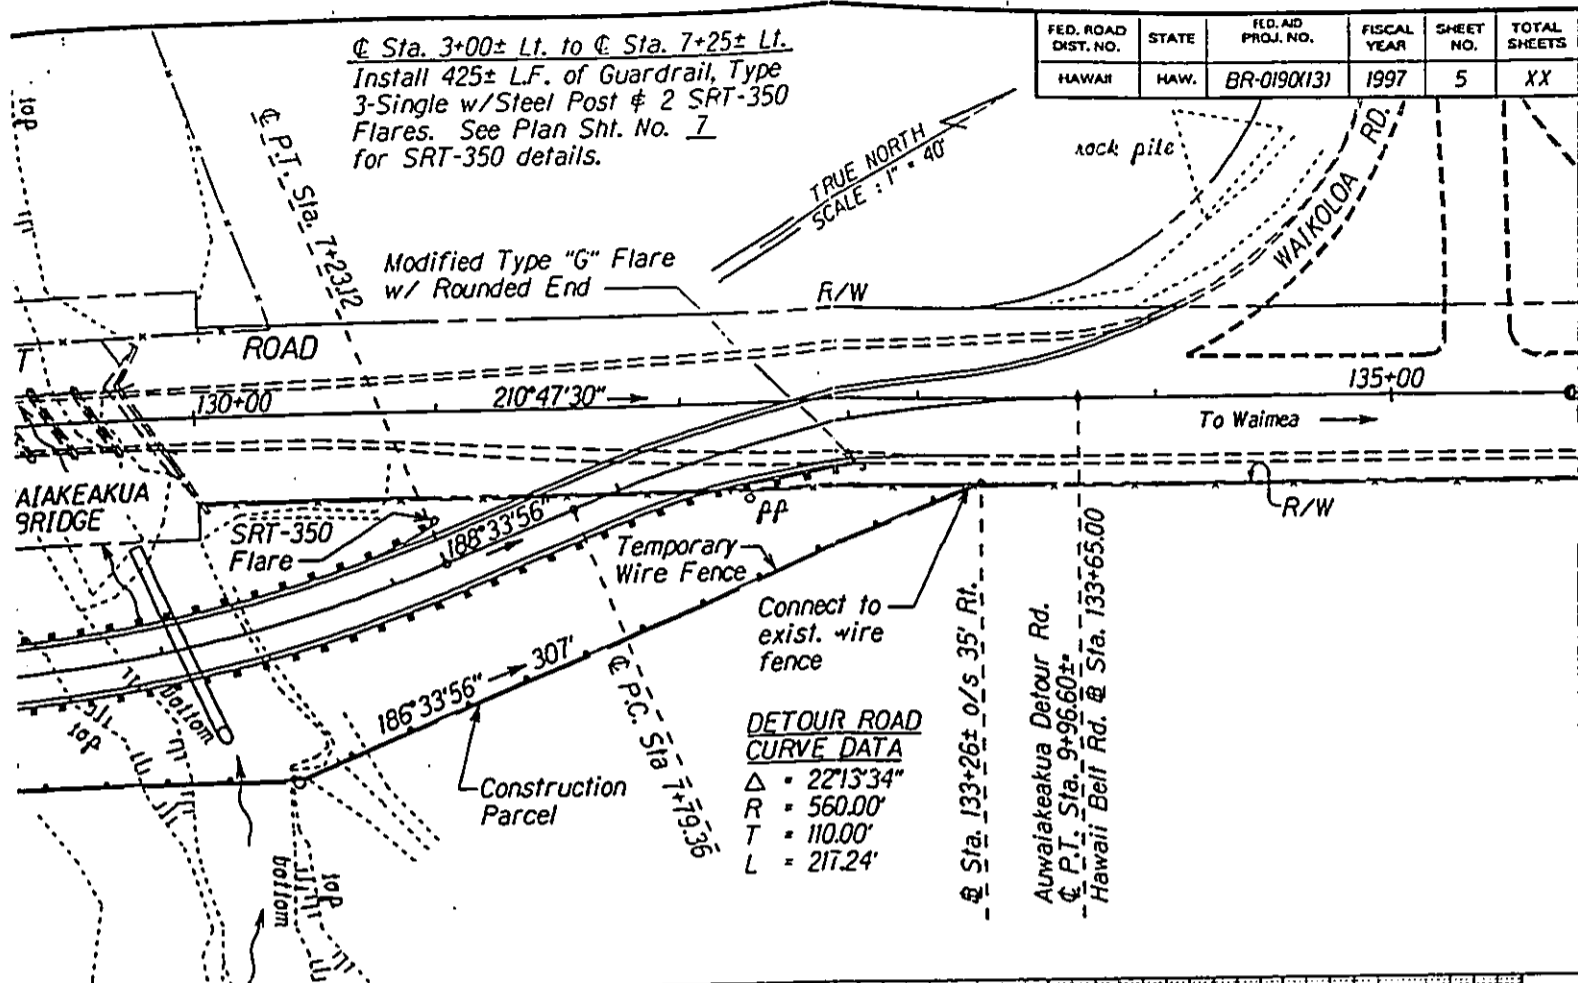 ℄ Sta. 3+00± Lt. to ℄ Sta. 7+25± Lt.
Install 425± L.F. of Guardrail, Type
3-Single w/Steel Post & 2 SRT-350
Flares. See Plan Sht. No. 7
for SRT-350 details.
FED. ROAD DIST. NO.
STATE
FED. AID PROJ. NO.
FISCAL YEAR
SHEET NO.
TOTAL SHEETS
HAWAII
HAW.
BR-0190(13)
1997
5
XX
top
℄ P.T. Sta. 7+23.12
TRUE NORTH
SCALE : 1" = 40'
rock pile
WAIKOLOA RD.
Modified Type "G" Flare
w/ Rounded End
R/W
T
ROAD
130+00
210°47'30"
135+00
To Waimea
AIAKEAKUA
BRIDGE
SRT-350
Flare
188°33'56"
PP
R/W
Temporary
Wire Fence
Connect to
exist. wire
fence
186°33'56"
307'
℄ P.C. Sta 7+79.36
bottom
top
Construction
Parcel
DETOUR ROAD
CURVE DATA
Δ = 22°13'34"
R = 560.00'
T = 110.00'
L = 217.24'
Sta. 133+26± o/s 35' Rt.
Auwaiakeakua Detour Rd.
℄ P.T. Sta. 9+96.60±=
Hawaii Belt Rd. Sta. 133+65.00
top
bottom